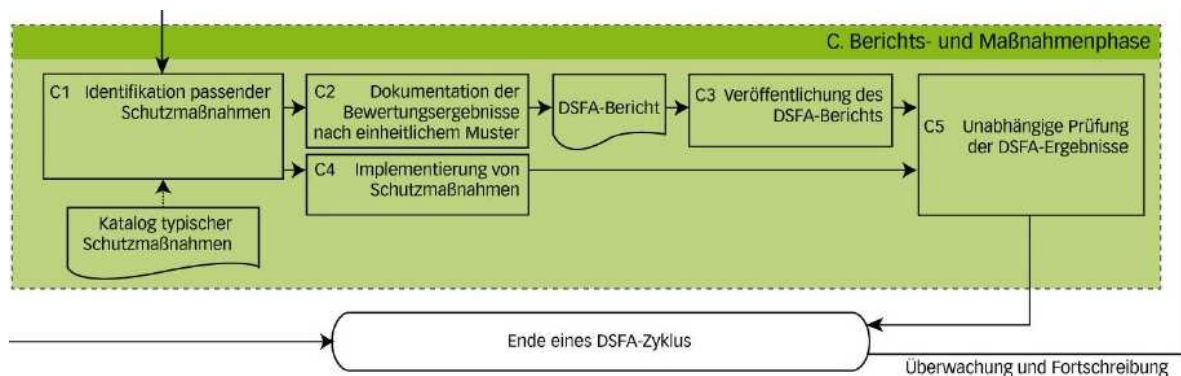 C. Berichts- und Maßnahmenphase
C1 Identifikation passender
Schutzmaßnahmen
C2 Dokumentation der
Bewertungsergebnisse
nach einheitlichem Muster
DSFA-Bericht
C3 Veröffentlichung des
DSFA-Berichts
C5 Unabhängige Prüfung
der DSFA-Ergebnisse
C4 Implementierung von
Schutzmaßnahmen
Katalog typischer
Schutzmaßnahmen
Ende eines DSFA-Zyklus
Überwachung und Fortschreibung